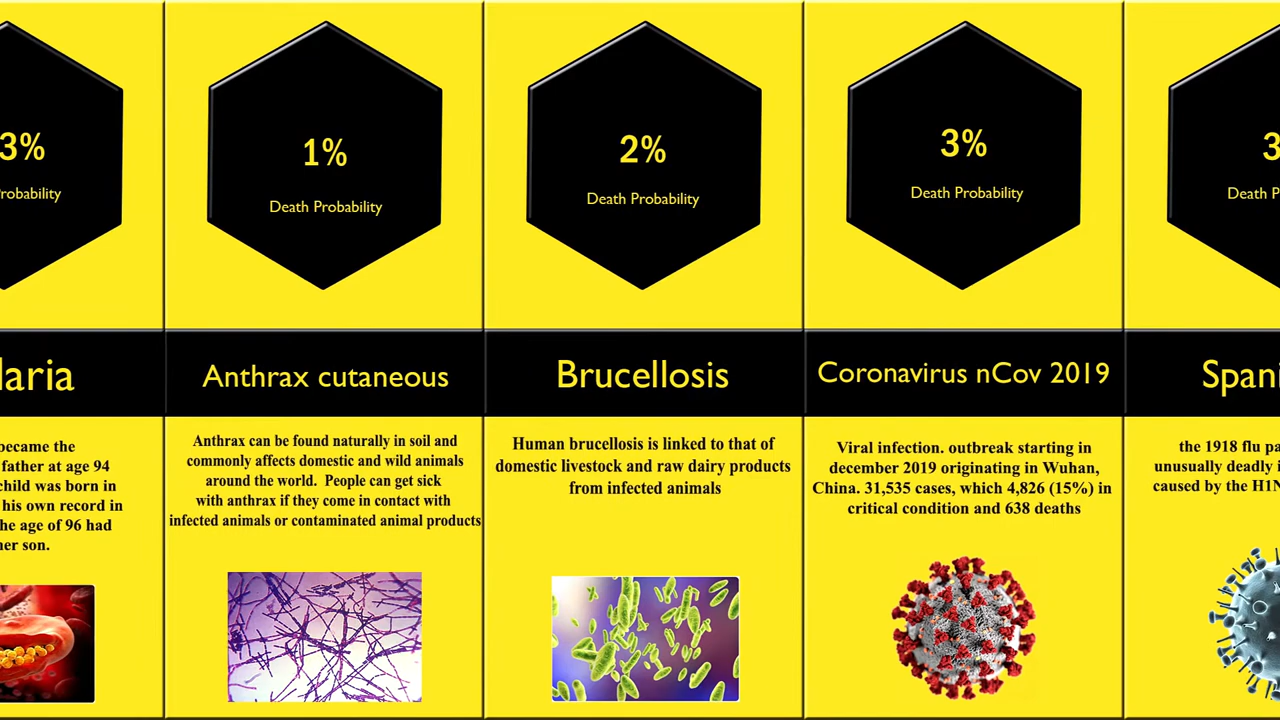 3%
Probability
laria
became the
father at age 94
child was born in
his own record in
he age of 96 had
her son.
1%
Death Probability
Anthrax cutaneous
Anthrax can be found naturally in soil and
commonly affects domestic and wild animals
around the world. People can get sick
with anthrax if they come in contact with
infected animals or contaminated animal products
2%
Death Probability
Brucellosis
Human brucellosis is linked to that of
domestic livestock and raw dairy products
from infected animals
3%
Death Probability
Coronavirus nCov 2019
Viral infection. outbreak starting in
december 2019 originating in Wuhan,
China. 31,535 cases, which 4,826 (15%) in
critical condition and 638 deaths
3
Death P
Spani
the 1918 flu pa
unusually deadly i
caused by the H1N